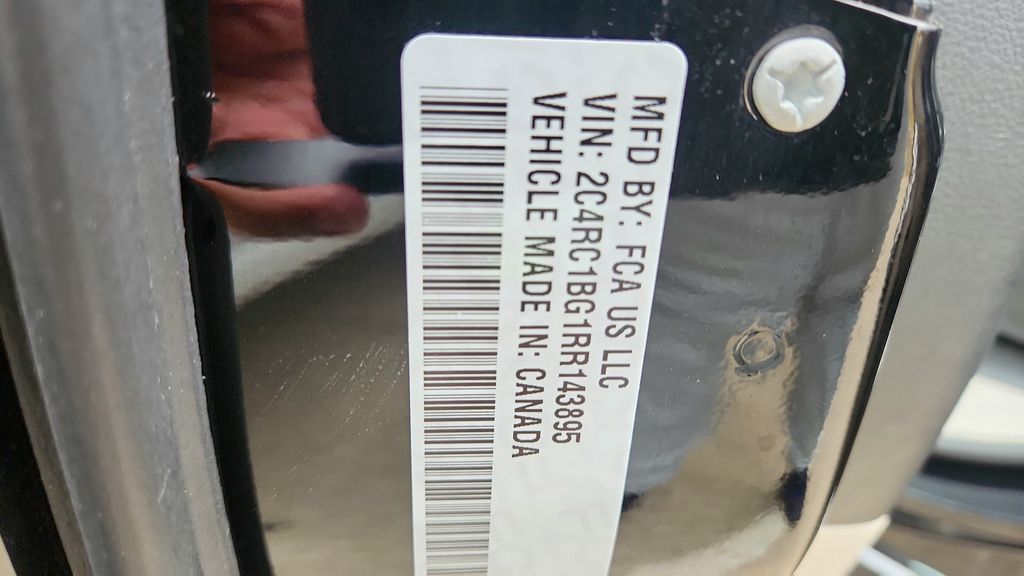 MFD BY: FCA US LLC
VIN: 2C4RC1BG1RR143895
VEHICLE MADE IN: CANADA